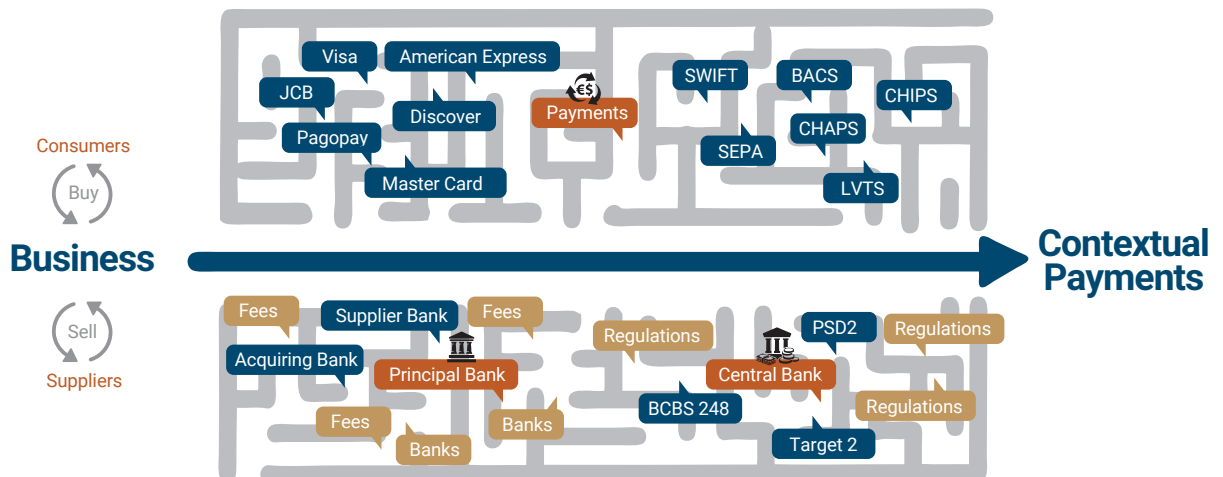 Visa
American Express
SWIFT
BACS
JCB
€$
CHIPS
Payments
Discover
CHAPS
Pagopay
Consumers
SEPA
Master Card
LVTS
Buy
Business
Contextual
Payments
Fees
Supplier Bank
Fees
Sell
Regulations
PSD2
Regulations
Acquiring Bank
Principal Bank
Central Bank
Suppliers
BCBS 248
Regulations
Fees
Banks
Banks
Target 2